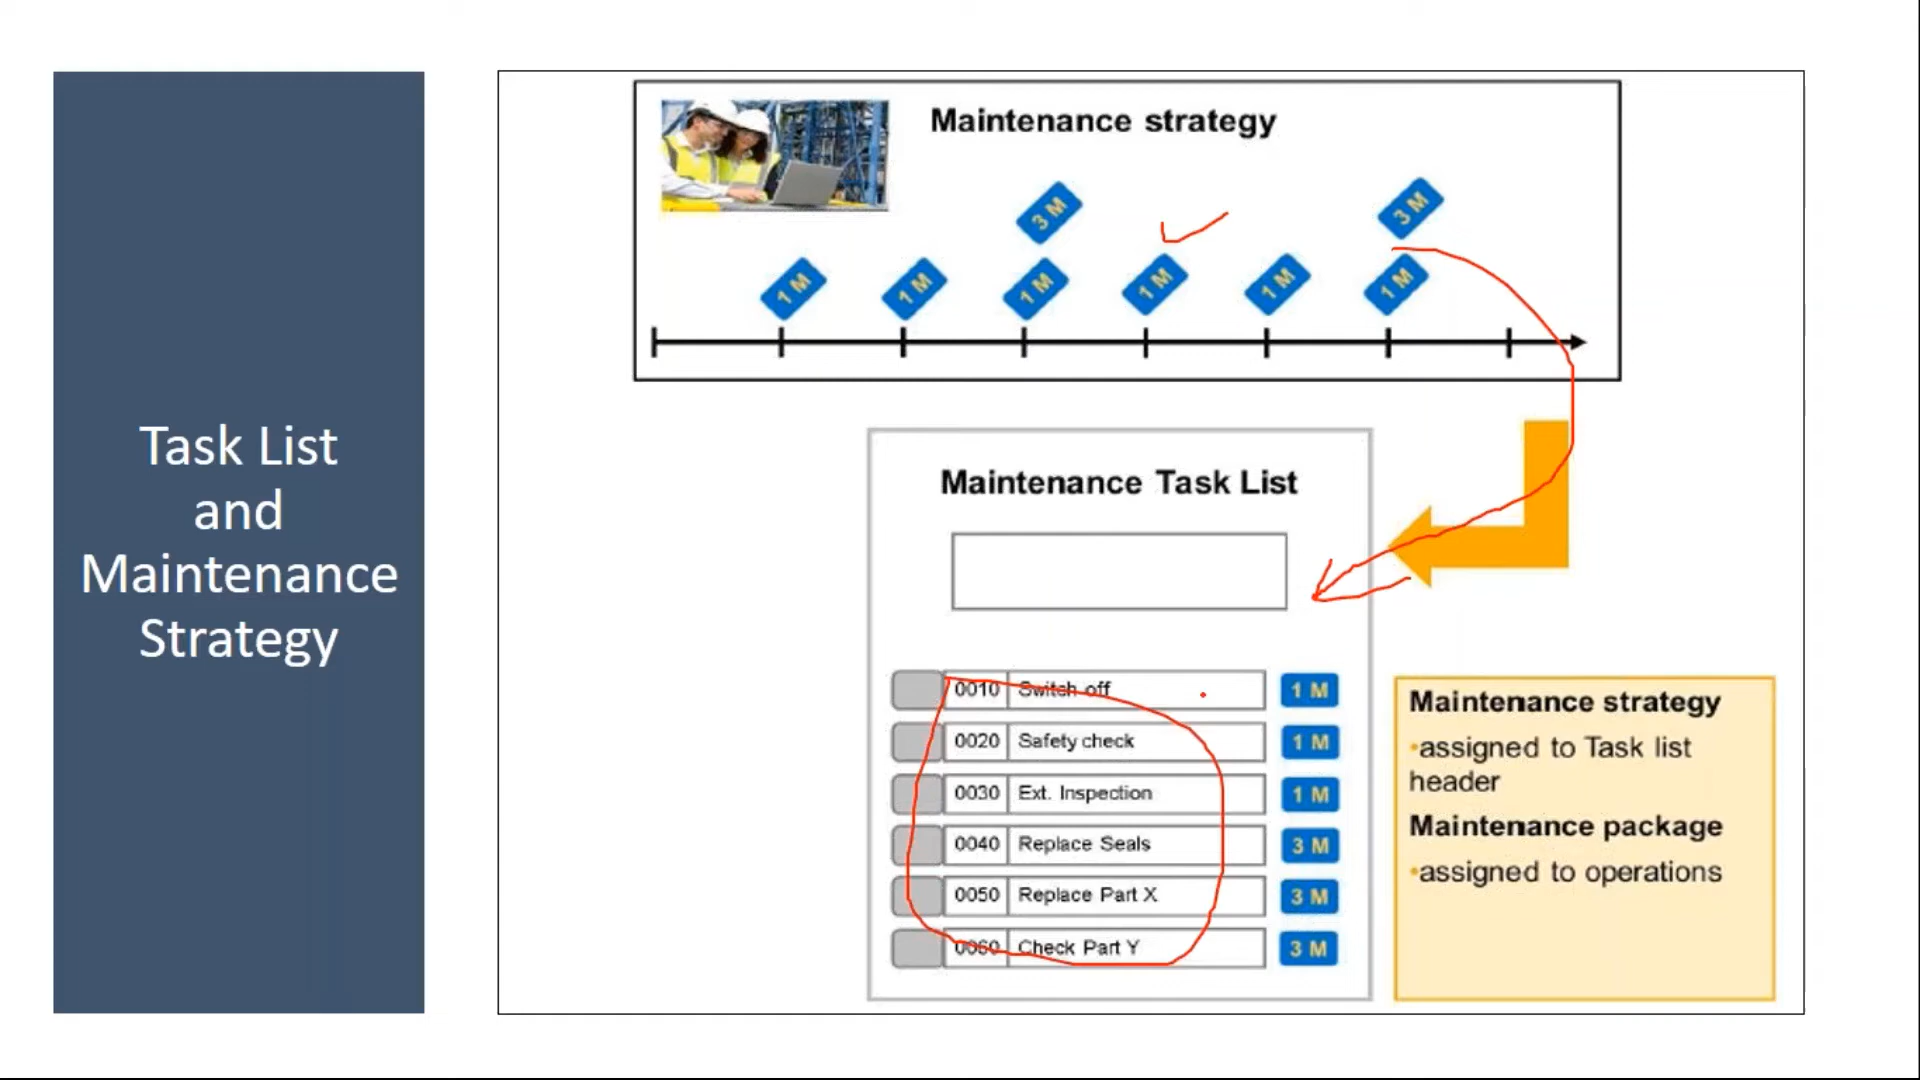 Task List
and
Maintenance
Strategy
Maintenance strategy
3 M
3 M
1 M
1 M
1 M
1 M
1 M
1 M
Maintenance Task List
0010 Switch off 1 M
0020 Safety check 1 M
0030 Ext. Inspection 1 M
0040 Replace Seals 3 M
0050 Replace Part X 3 M
0060 Check Part Y 3 M
Maintenance strategy
•assigned to Task list
header
Maintenance package
•assigned to operations